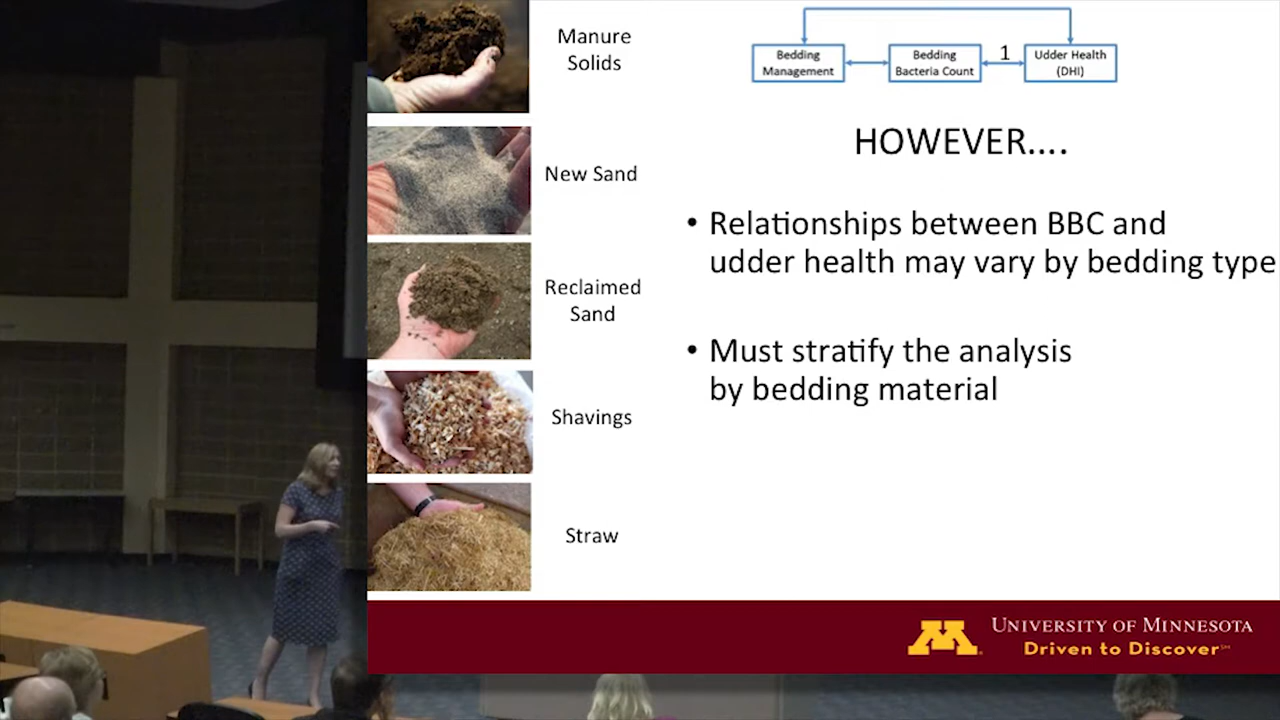 Manure
Solids
New Sand
Reclaimed
Sand
Shavings
Straw
Bedding
Management
Bedding
Bacteria Count
1
Udder Health
(DHI)
HOWEVER....
• Relationships between BBC and
udder health may vary by bedding type
• Must stratify the analysis
by bedding material
UNIVERSITY OF MINNESOTA
Driven to Discover